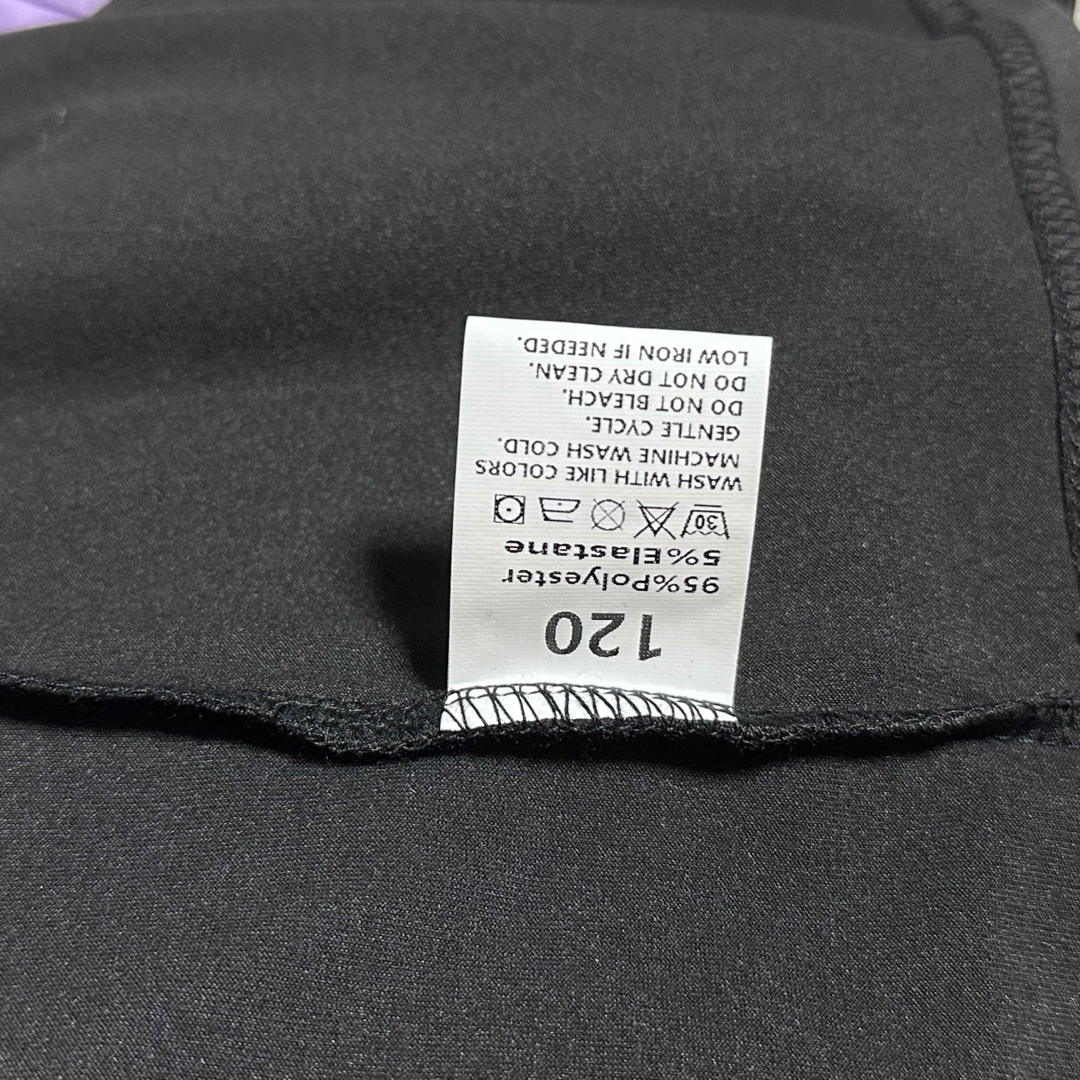 120
95%Polyester
5%Elastane
30
WASH WITH LIKE COLORS
MACHINE WASH COLD.
GENTLE CYCLE.
DO NOT BLEACH.
DO NOT DRY CLEAN.
LOW IRON IF NEEDED.